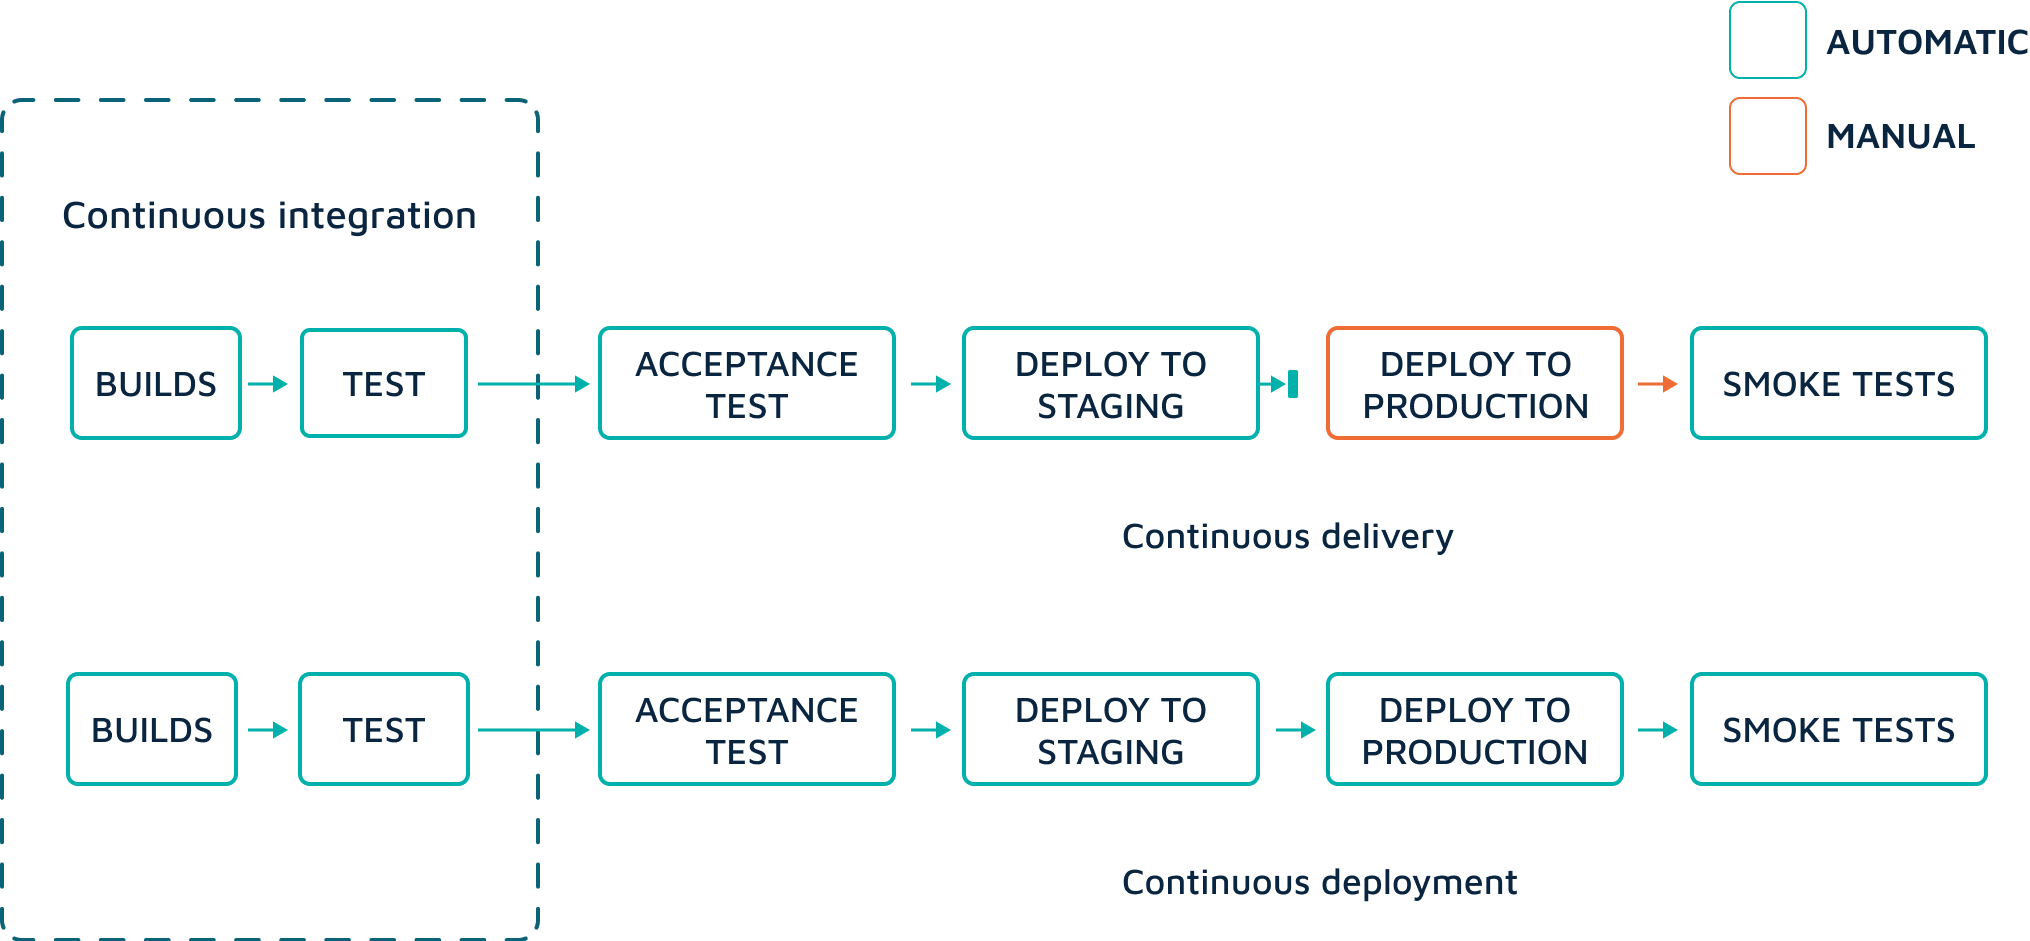 AUTOMATIC
MANUAL
Continuous integration
BUILDS
TEST
ACCEPTANCE
TEST
DEPLOY TO
STAGING
DEPLOY TO
PRODUCTION
SMOKE TESTS
Continuous delivery
BUILDS
TEST
ACCEPTANCE
TEST
DEPLOY TO
STAGING
DEPLOY TO
PRODUCTION
SMOKE TESTS
Continuous deployment